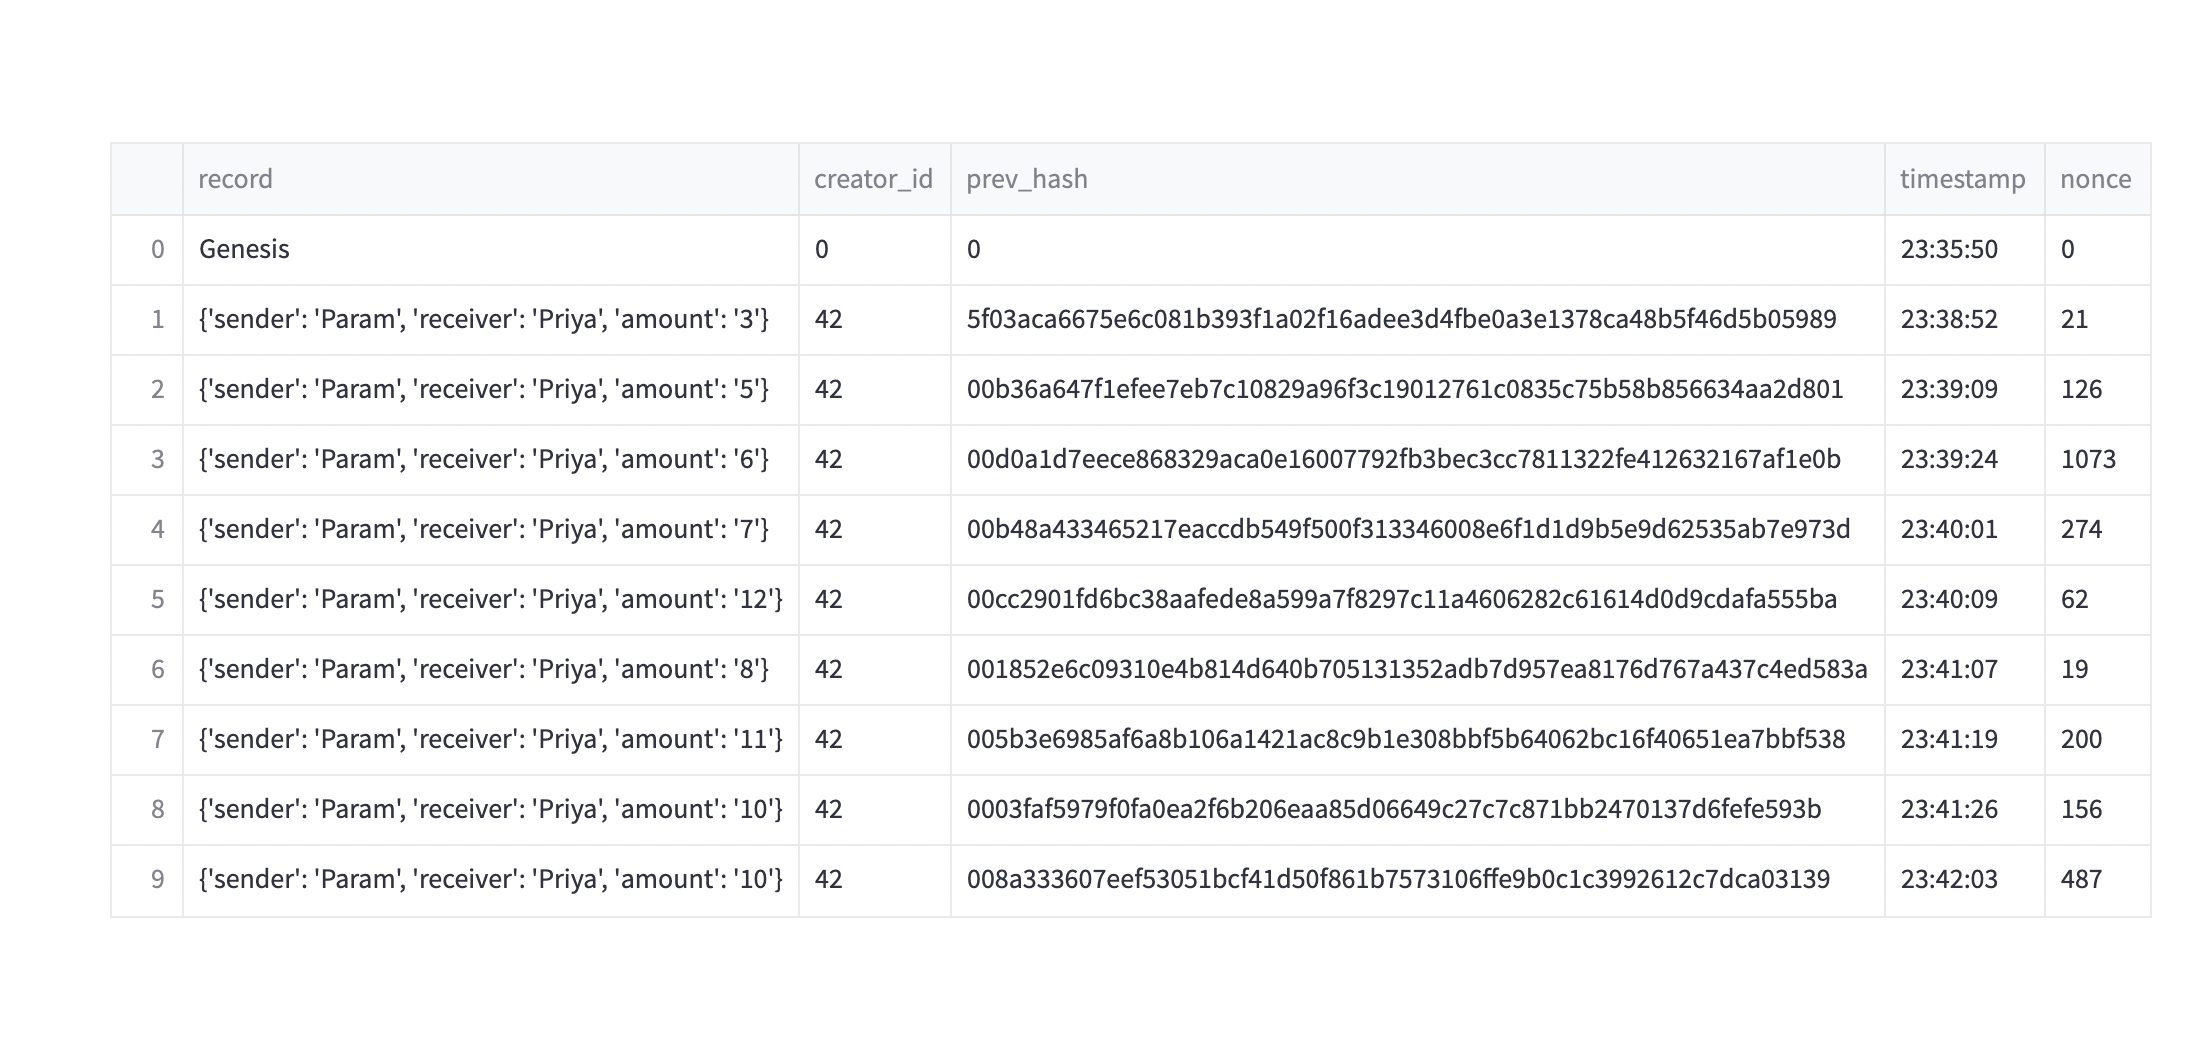 record creator_id prev_hash timestamp nonce
0 Genesis 0 0 23:35:50 0
1 {'sender': 'Param', 'receiver': 'Priya', 'amount': '3'} 42 5f03aca6675e6c081b393f1a02f16adee3d4fbe0a3e1378ca48b5f46d5b05989 23:38:52 21
2 {'sender': 'Param', 'receiver': 'Priya', 'amount': '5'} 42 00b36a647f1efee7eb7c10829a96f3c19012761c0835c75b58b856634aa2d801 23:39:09 126
3 {'sender': 'Param', 'receiver': 'Priya', 'amount': '6'} 42 00d0a1d7eece868329aca0e16007792fb3bec3cc7811322fe412632167af1e0b 23:39:24 1073
4 {'sender': 'Param', 'receiver': 'Priya', 'amount': '7'} 42 00b48a433465217eaccdb549f500f313346008e6f1d1d9b5e9d62535ab7e973d 23:40:01 274
5 {'sender': 'Param', 'receiver': 'Priya', 'amount': '12'} 42 00cc2901fd6bc38aafede8a599a7f8297c11a4606282c61614d0d9cdafa555ba 23:40:09 62
6 {'sender': 'Param', 'receiver': 'Priya', 'amount': '8'} 42 001852e6c09310e4b814d640b705131352adb7d957ea8176d767a437c4ed583a 23:41:07 19
7 {'sender': 'Param', 'receiver': 'Priya', 'amount': '11'} 42 005b3e6985af6a8b106a1421ac8c9b1e308bbf5b64062bc16f40651ea7bbf538 23:41:19 200
8 {'sender': 'Param', 'receiver': 'Priya', 'amount': '10'} 42 0003faf5979f0fa0ea2f6b206eaa85d06649c27c7c871bb2470137d6fefe593b 23:41:26 156
9 {'sender': 'Param', 'receiver': 'Priya', 'amount': '10'} 42 008a333607eef53051bcf41d50f861b7573106ffe9b0c1c3992612c7dca03139 23:42:03 487